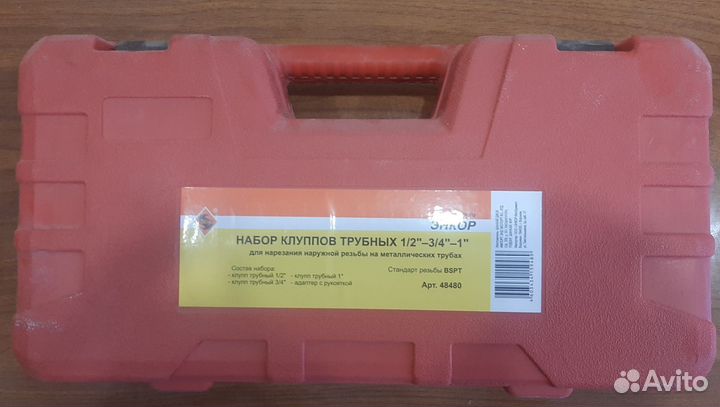 ЭНКОР
НАБОР КЛУППОВ ТРУБНЫХ 1/2"–3/4"–1"
для нарезания наружной резьбы на металлических трубах
Состав набора:
- клупп трубный 1/2" - клупп трубный 1"
- клупп трубный 3/4" - адаптер с рукояткой
Стандарт резьбы BSPT
Арт. 48480
Avito